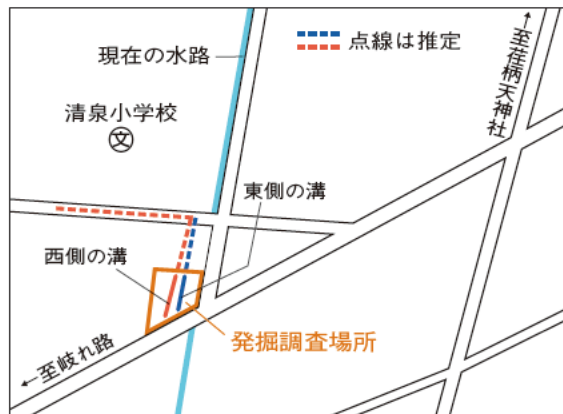 点線は推定
現在の水路
清泉小学校
文
→至荏柄天神社
東側の溝
西側の溝
発掘調査場所
←至岐れ路